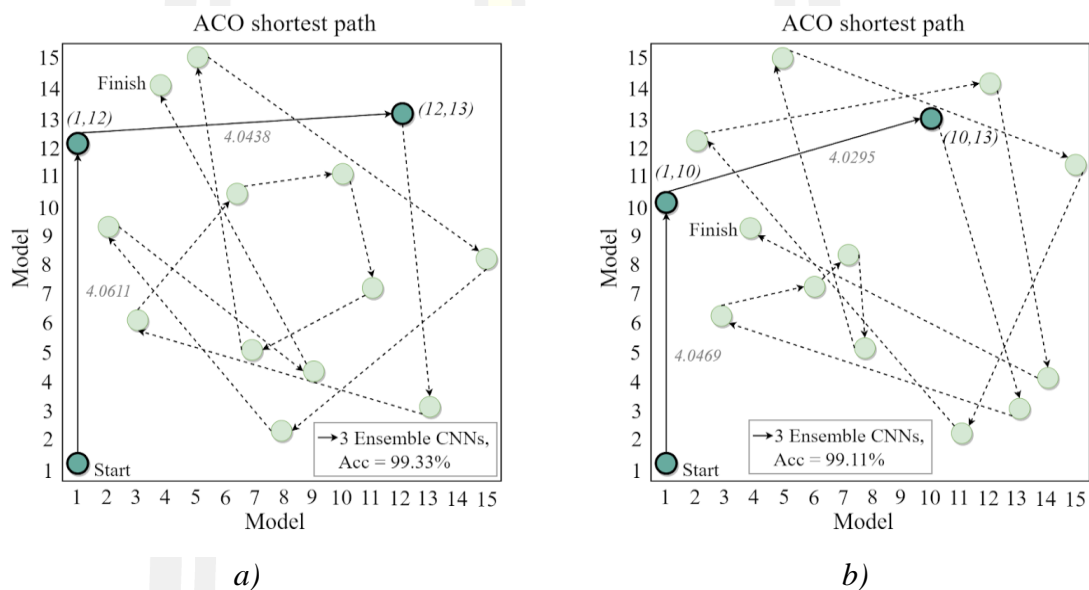 ACO shortest path
15
14
13
12
11
10
9
8
7
6
5
4
3
2
1
Model
Finish
(1,12)
(12,13)
4.0438
4.0611
Start
3 Ensemble CNNs,
Acc = 99.33%
1 2 3 4 5 6 7 8 9 10 11 12 13 14 15
Model
a)
ACO shortest path
15
14
13
12
11
10
9
8
7
6
5
4
3
2
1
Model
(1,10)
(10,13)
4.0295
Finish
4.0469
Start
3 Ensemble CNNs,
Acc = 99.11%
1 2 3 4 5 6 7 8 9 10 11 12 13 14 15
Model
b)